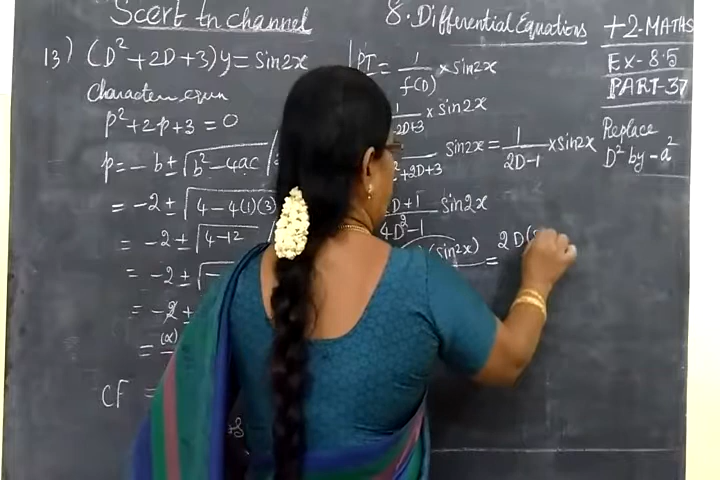 Scert tn channel
8. Differential Equations
+2-MATHS
Ex-8.5
PART-37
Replace
D² by -a²
13) (D²+2D+3)y = sin2x
p²+2p+3 = 0
p = -b ± √b²-4ac
= -2 ± √4-4(1)(3)
= -2 ± √4-12
= -2 ± √-
= -2 ±
= (α)
CF =
PI = 1/f(D) × sin2x
1/ 2D+3 × sin2x
+2D+3 sin2x = 1/2D-1 × sin2x
D+1/4D²-1 sin2x
(sin2x) = 2D(